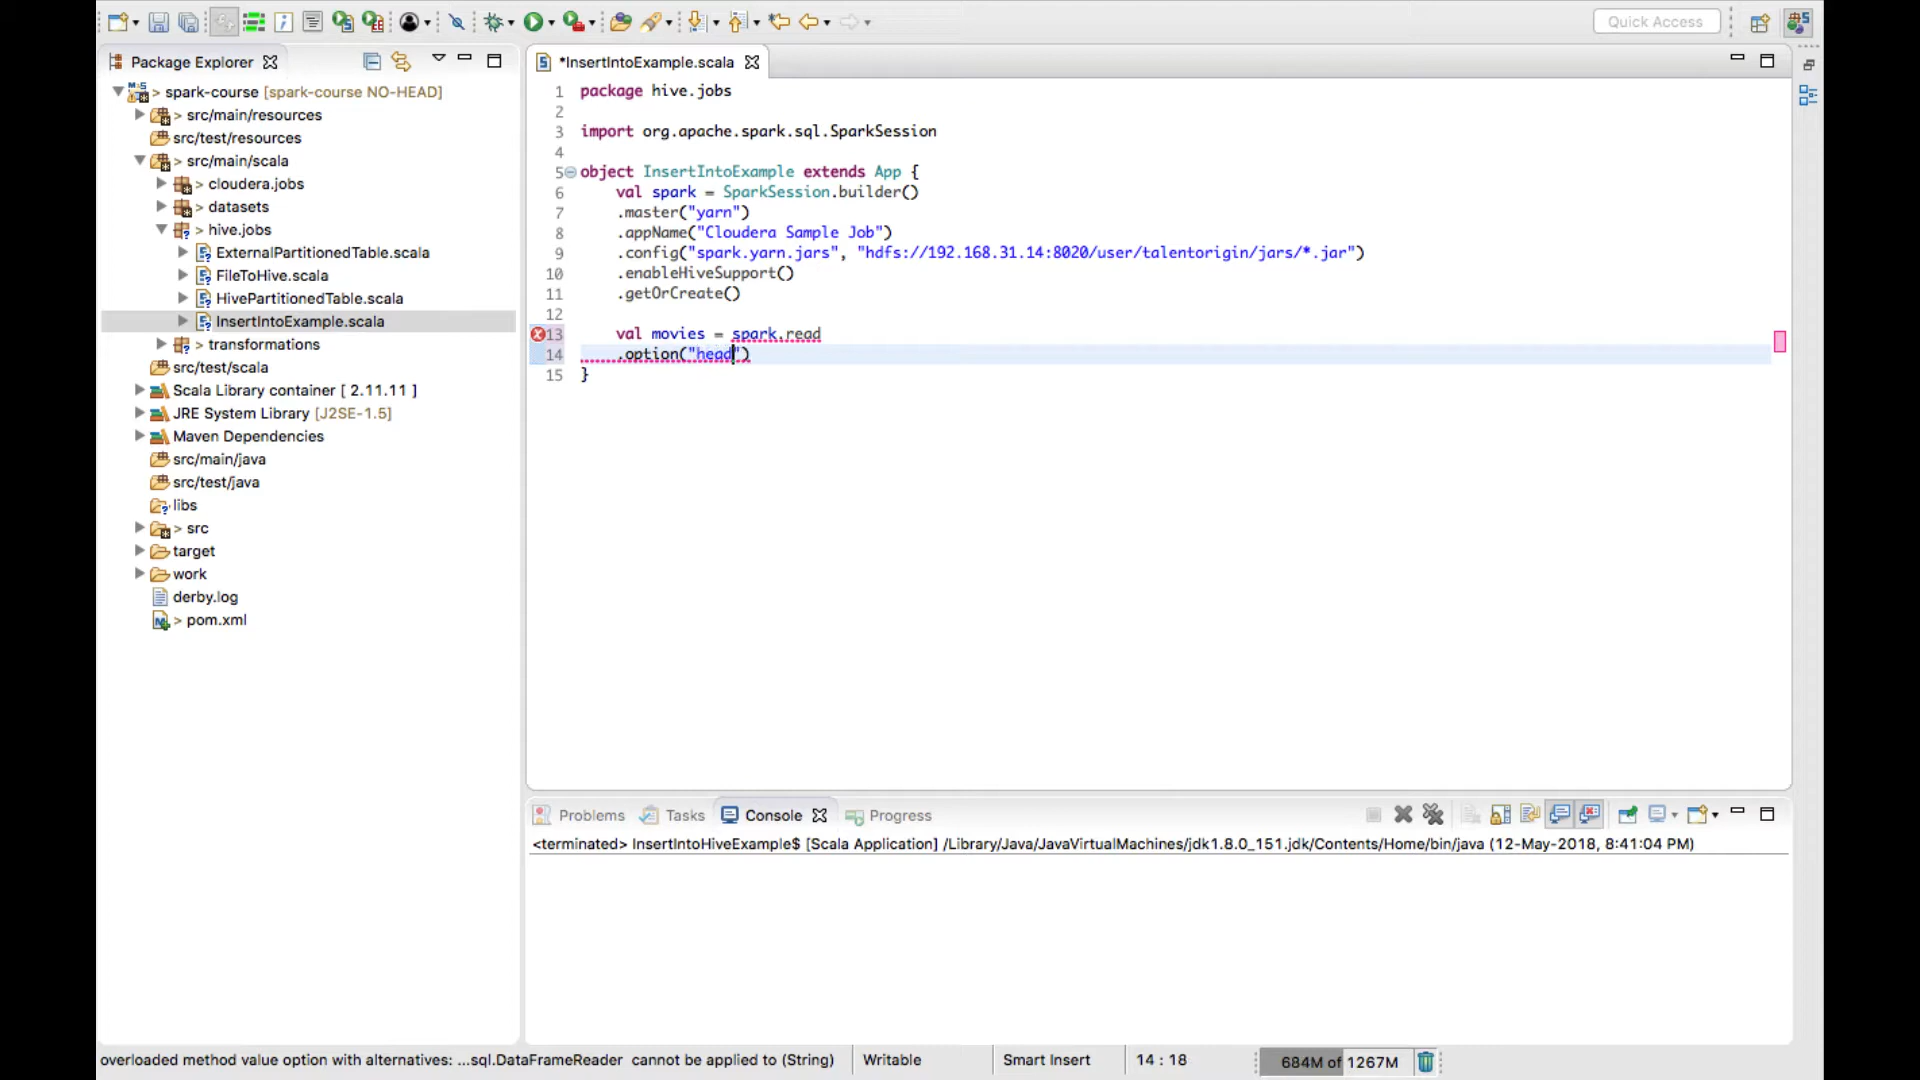 Quick Access
Package Explorer
spark-course [spark-course NO-HEAD]
src/main/resources
src/test/resources
src/main/scala
cloudera.jobs
datasets
hive.jobs
ExternalPartitionedTable.scala
FileToHive.scala
HivePartitionedTable.scala
InsertIntoExample.scala
transformations
src/test/scala
Scala Library container [ 2.11.11 ]
JRE System Library [J2SE-1.5]
Maven Dependencies
src/main/java
src/test/java
libs
src
target
work
derby.log
pom.xml
*InsertIntoExample.scala
1 package hive.jobs
2
3 import org.apache.spark.sql.SparkSession
4
5 object InsertIntoExample extends App {
6 val spark = SparkSession.builder()
7 .master("yarn")
8 .appName("Cloudera Sample Job")
9 .config("spark.yarn.jars", "hdfs://192.168.31.14:8020/user/talentorigin/jars/*.jar")
10 .enableHiveSupport()
11 .getOrCreate()
12
13 val movies = spark.read
14 .option("head")
15 }
Problems Tasks Console Progress
<terminated> InsertIntoHiveExample$ [Scala Application] /Library/Java/JavaVirtualMachines/jdk1.8.0_151.jdk/Contents/Home/bin/java (12-May-2018, 8:41:04 PM)
overloaded method value option with alternatives: ...sql.DataFrameReader cannot be applied to (String) Writable Smart Insert 14 : 18 684M of 1267M